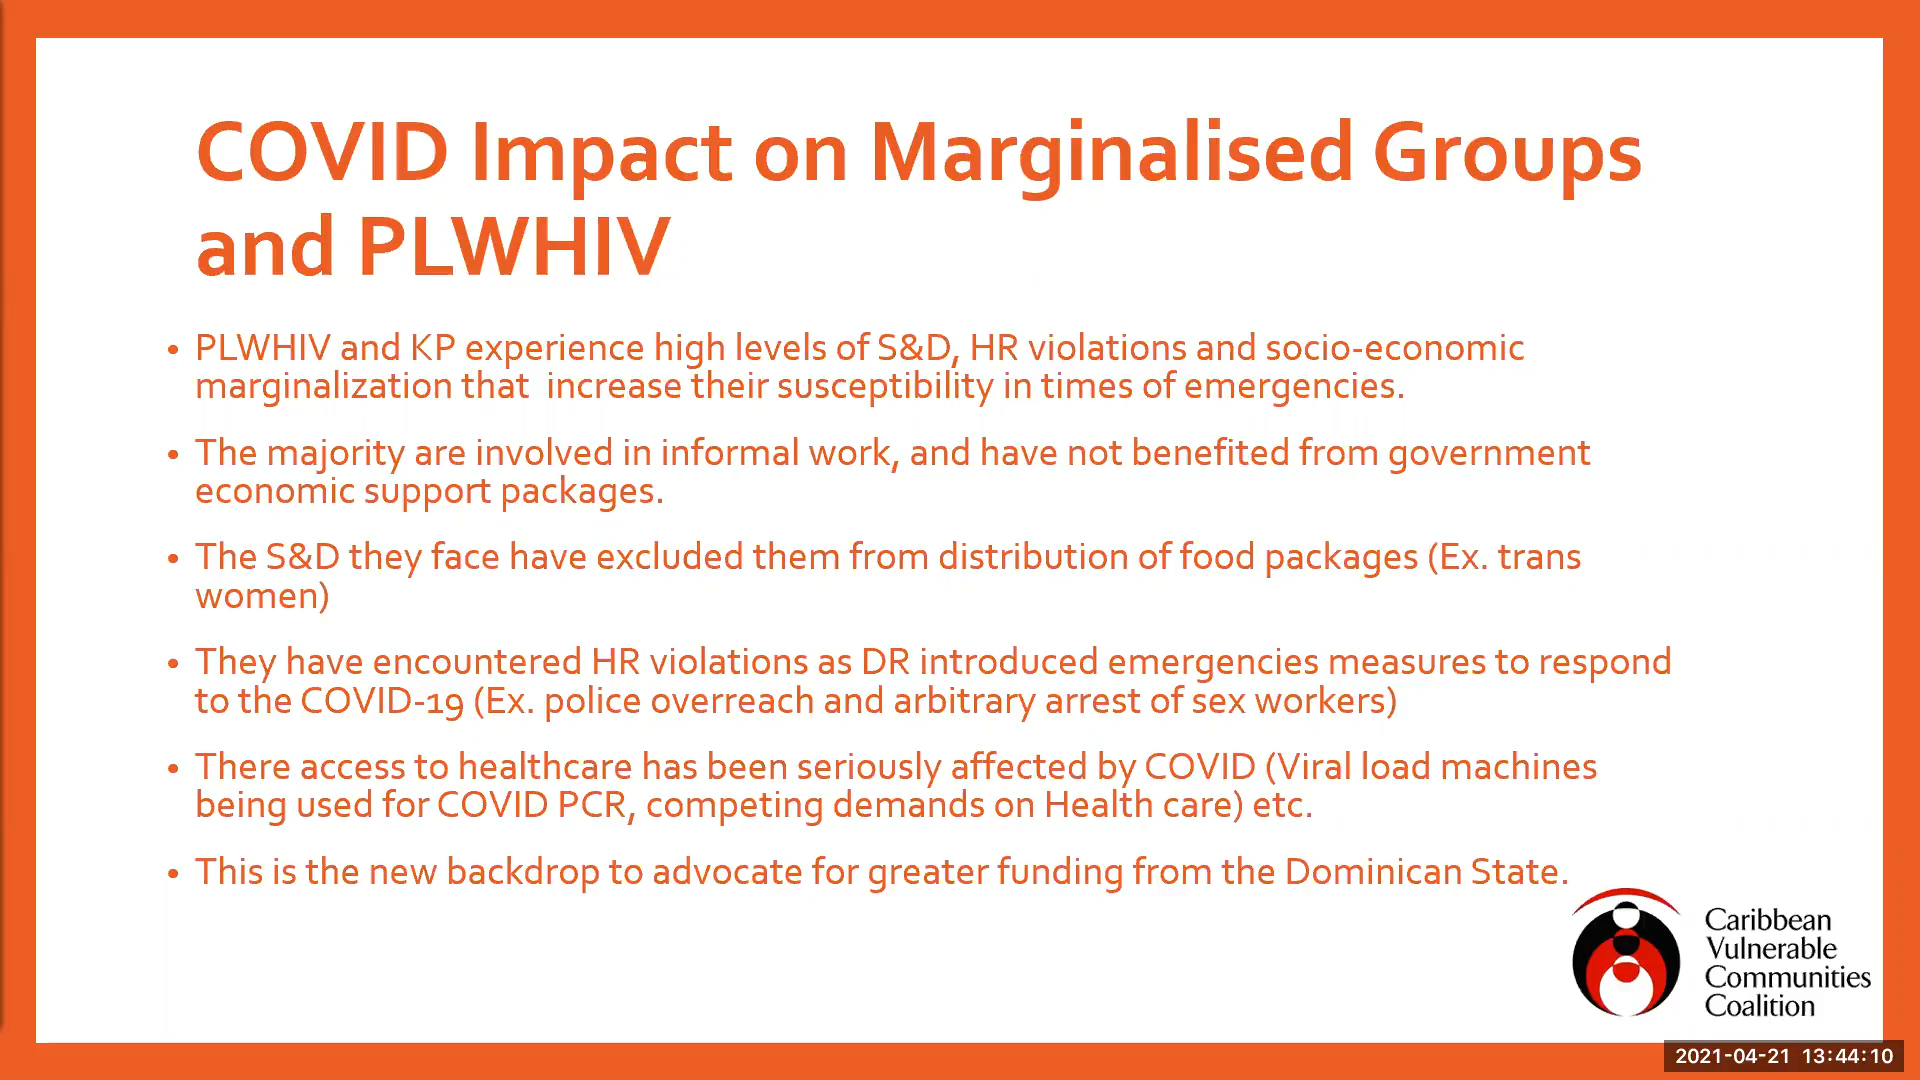 COVID Impact on Marginalised Groups
and PLWHIV
• PLWHIV and KP experience high levels of S&D, HR violations and socio-economic
marginalization that  increase their susceptibility in times of emergencies.
• The majority are involved in informal work, and have not benefited from government
economic support packages.
• The S&D they face have excluded them from distribution of food packages (Ex. trans
women)
• They have encountered HR violations as DR introduced emergencies measures to respond
to the COVID-19 (Ex. police overreach and arbitrary arrest of sex workers)
• There access to healthcare has been seriously affected by COVID (Viral load machines
being used for COVID PCR, competing demands on Health care) etc.
• This is the new backdrop to advocate for greater funding from the Dominican State.
Caribbean
Vulnerable
Communities
Coalition
2021-04-21 13:44:10